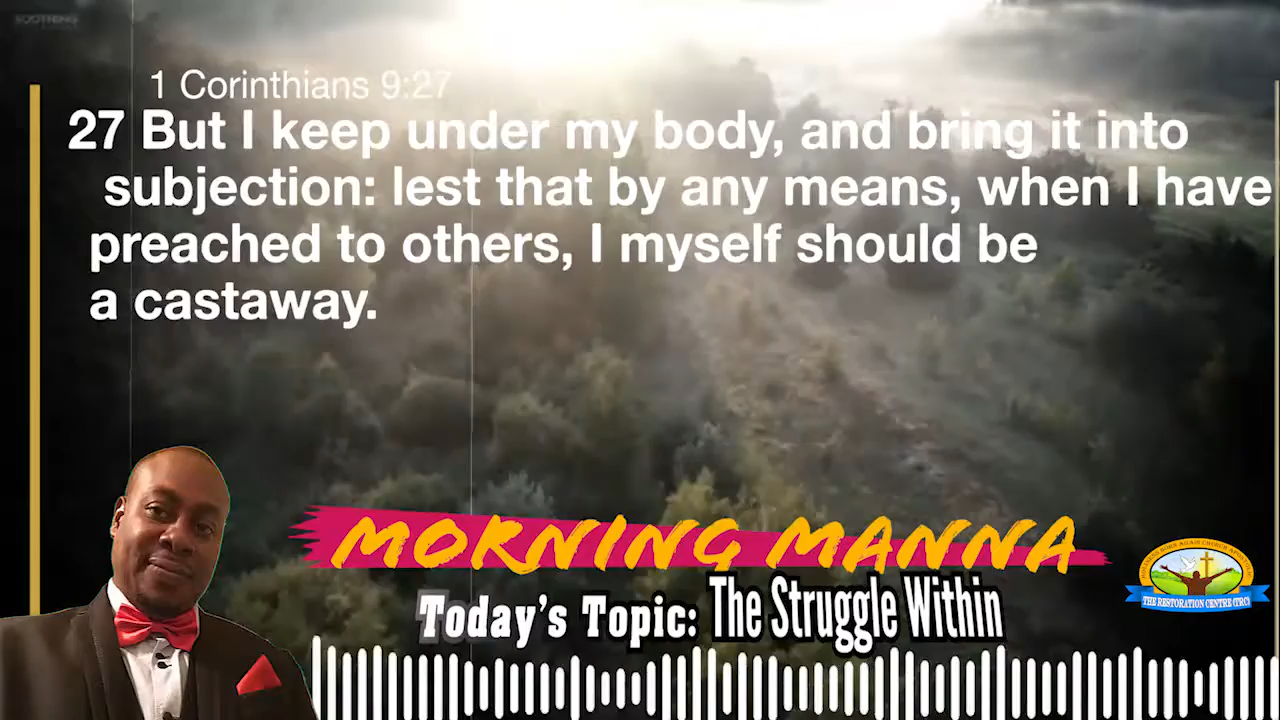 SOOTHING
1 Corinthians 9:27
27 But I keep under my body, and bring it into
subjection: lest that by any means, when I have
preached to others, I myself should be
a castaway.
MORNING MANNA
Today's Topic: The Struggle Within
THE RESTORATION CENTRE (TRC)